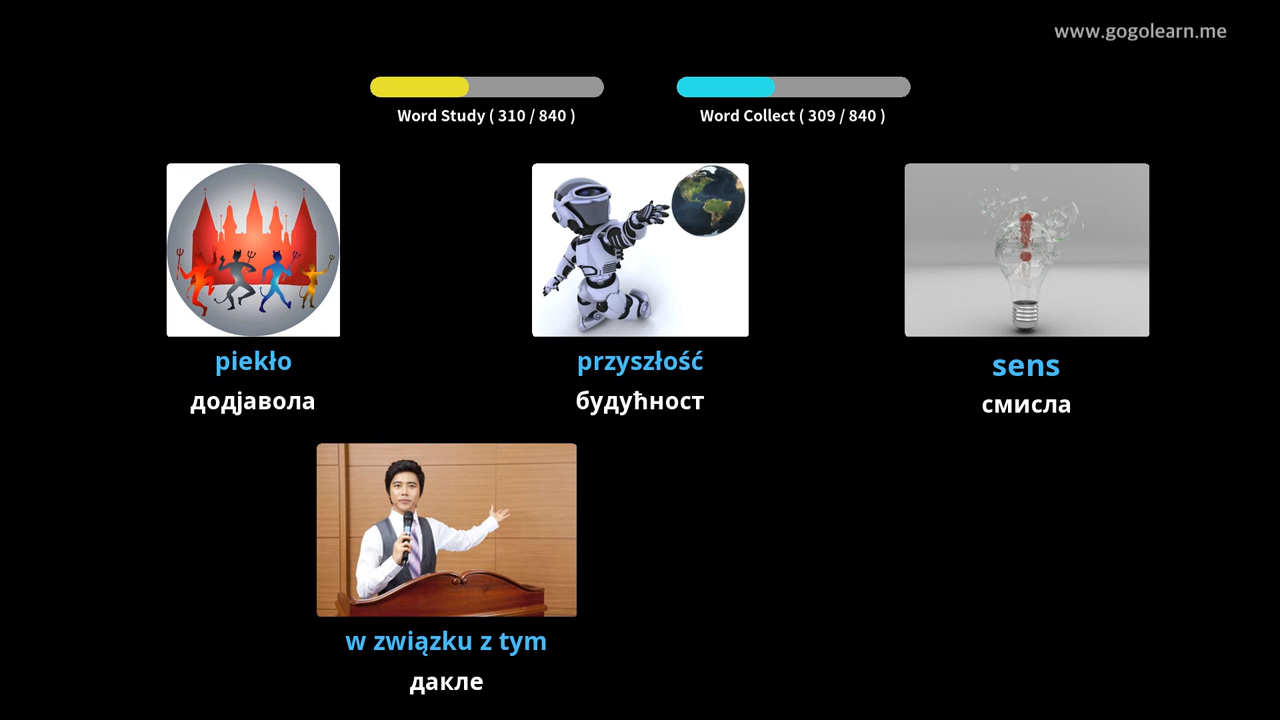 www.gogolearn.me
Word Study ( 310 / 840 )
Word Collect ( 309 / 840 )
piekło
przyszłość
sens
додјавола
будућност
смисла
w związku z tym
дакле